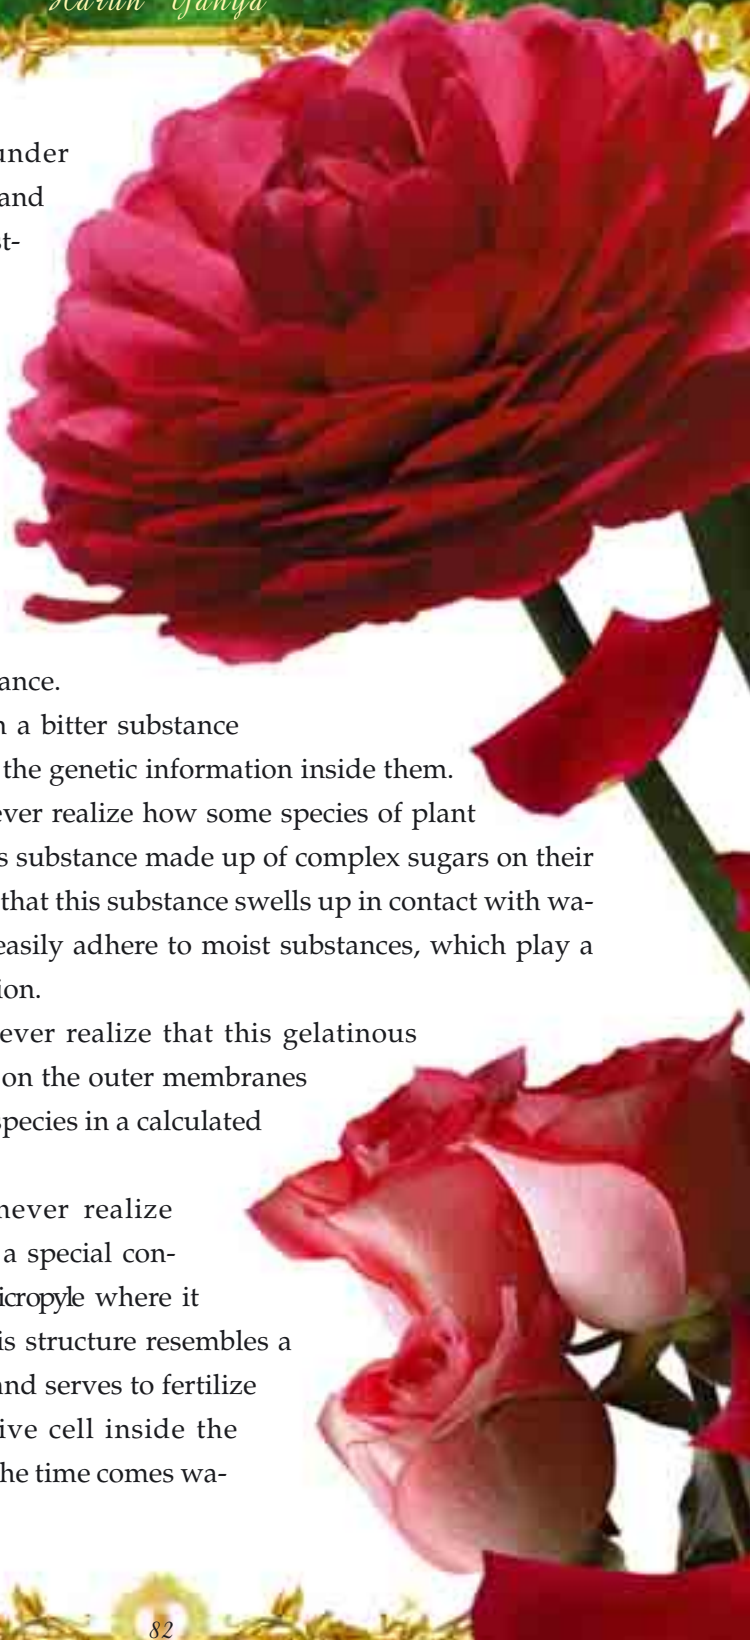 Harun Yahya
under
and
st-
ance.
a bitter substance
the genetic information inside them.
ever realize how some species of plant
s substance made up of complex sugars on their
that this substance swells up in contact with wa-
easily adhere to moist substances, which play a
ion.
ever realize that this gelatinous
on the outer membranes
species in a calculated
never realize
a special con-
icropyle where it
is structure resembles a
and serves to fertilize
ive cell inside the
he time comes wa-
82